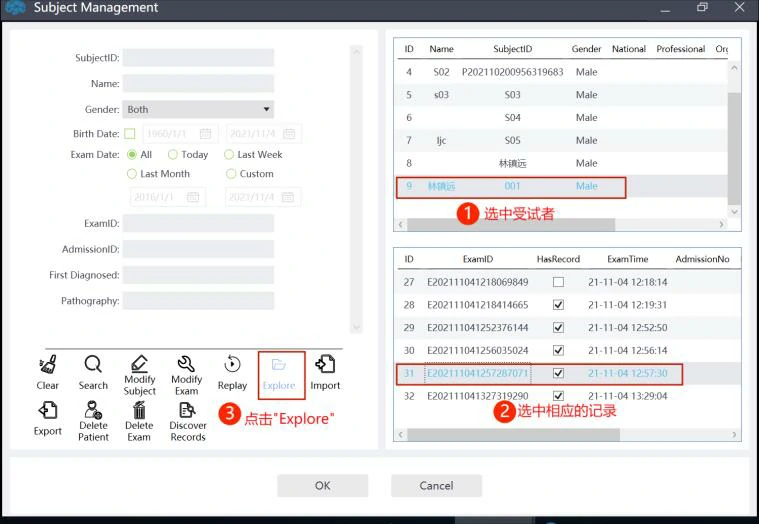 Subject Management
SubjectID:
Name:
Gender: Both
Birth Date: 1960/1/1 2021/11/4
Exam Date: All Today Last Week
Last Month Custom
2016/1/1 2021/11/4
ExamID:
AdmissionID:
First Diagnosed:
Pathography:
Clear Search Modify Subject Modify Exam Replay Explore Import
Export Delete Patient Delete Exam Discover Records
3 点击"Explore"
ID Name SubjectID Gender National Professional Or
4 S02 P202110200956319683 Male
5 s03 S03 Male
6 S04 Male
7 ljc S05 Male
8 林镇远 Male
9 林镇远 001 Male
1 选中受试者
ID ExamID HasRecord ExamTime AdmissionNo
27 E202111041218069849 21-11-04 12:18:14
28 E202111041218414665 21-11-04 12:19:31
29 E202111041252376144 21-11-04 12:52:50
30 E202111041256035024 21-11-04 12:56:14
31 E202111041257287071 21-11-04 12:57:30
32 E202111041327319290 21-11-04 13:29:04
2 选中相应的记录
OK Cancel